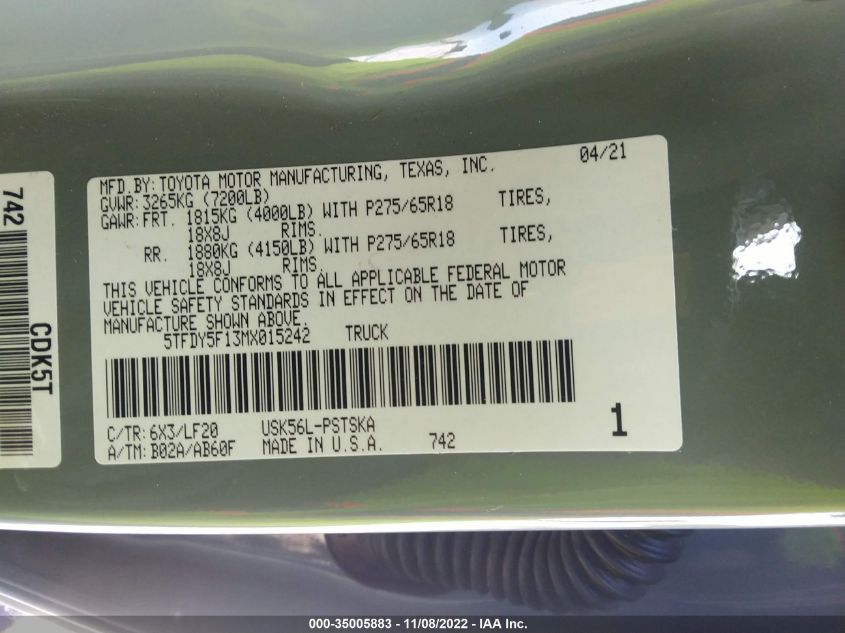 MFD.BY: TOYOTA MOTOR MANUFACTURING, TEXAS, INC. 04/21
GVWR: 3265KG (7200LB)
GAWR: FRT. 1815KG (4000LB) WITH P275/65R18 TIRES,
18X8J RIMS.
RR. 1880KG (4150LB) WITH P275/65R18 TIRES,
18X8J RIMS.
THIS VEHICLE CONFORMS TO ALL APPLICABLE FEDERAL MOTOR
VEHICLE SAFETY STANDARDS IN EFFECT ON THE DATE OF
MANUFACTURE SHOWN ABOVE.
5TFDY5F13MX015242 TRUCK
C/TR: 6X3/LF20 USK56L-PSTSKA
A/TM: B02A/AB60F MADE IN U.S.A. 742
1
742
CDK5T
000-35005883 - 11/08/2022 - IAA Inc.